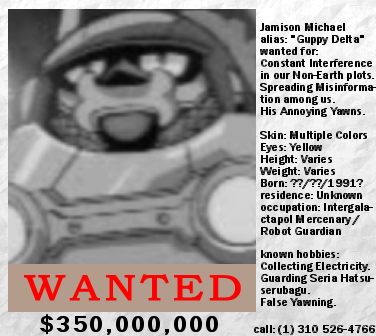 Jamison Michael
alias: "Guppy Delta"
wanted for:
Constant Interference
in our Non-Earth plots.
Spreading Misinforma-
tion among us.
His Annoying Yawns.
Skin: Multiple Colors
Eyes: Yellow
Height: Varies
Weight: Varies
Born: ??/??/1991?
residence: Unknown
occupation: Intergala-
ctapol Mercenary/
Robot Guardian
known hobbies:
Collecting Electricity.
Guarding Seria Hatsu-
serubagu.
False Yawning.
WANTED
$350,000,000
call: (1) 310 526-4766